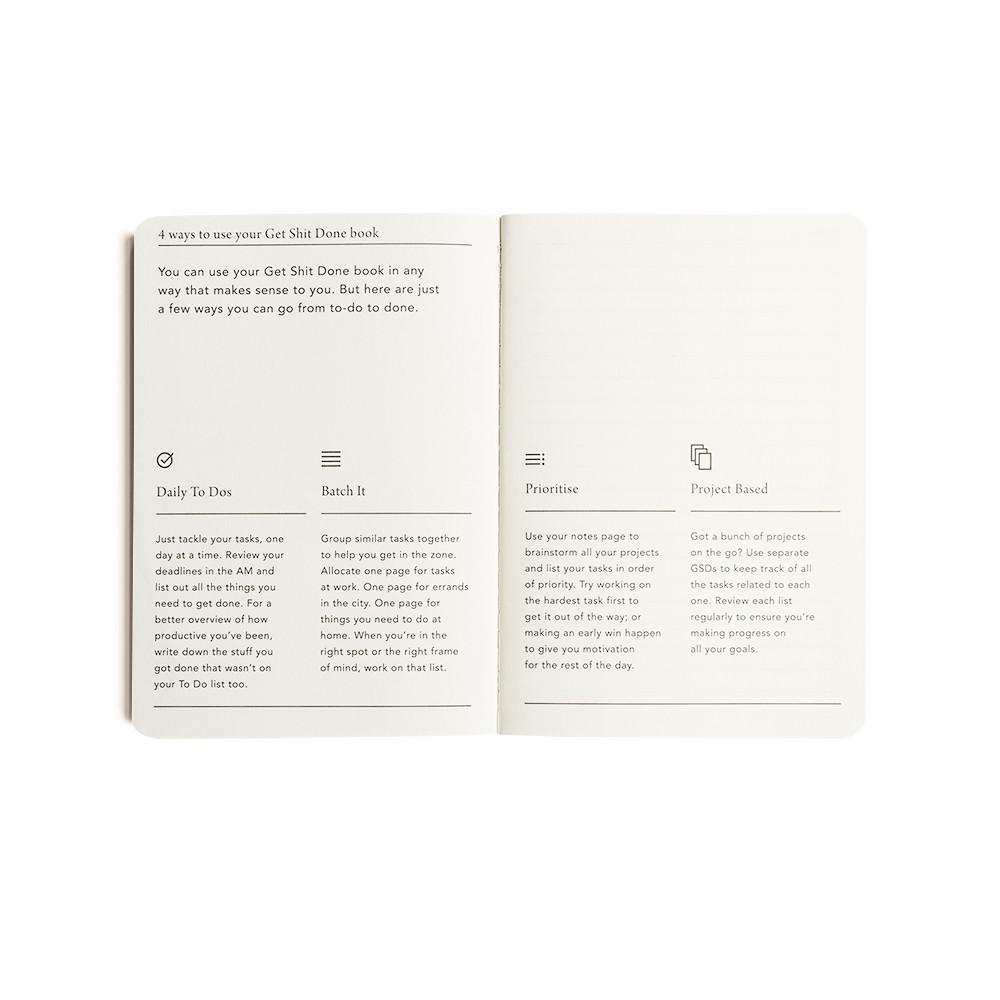 4 ways to use your Get Shit Done book
You can use your Get Shit Done book in any
way that makes sense to you. But here are just
a few ways you can go from to-do to done.
Daily To Dos
Just tackle your tasks, one
day at a time. Review your
deadlines in the AM and
list out all the things you
need to get done. For a
better overview of how
productive you’ve been,
write down the stuff you
got done that wasn’t on
your To Do list too.
Batch It
Group similar tasks together
to help you get in the zone.
Allocate one page for tasks
at work. One page for errands
in the city. One page for
things you need to do at
home. When you’re in the
right spot or the right frame
of mind, work on that list.
Prioritise
Use your notes page to
brainstorm all your projects
and list your tasks in order
of priority. Try working on
the hardest task first to
get it out of the way; or
making an early win happen
to give you motivation
for the rest of the day.
Project Based
Got a bunch of projects
on the go? Use separate
GSDs to keep track of all
the tasks related to each
one. Review each list
regularly to ensure you’re
making progress on
all your goals.